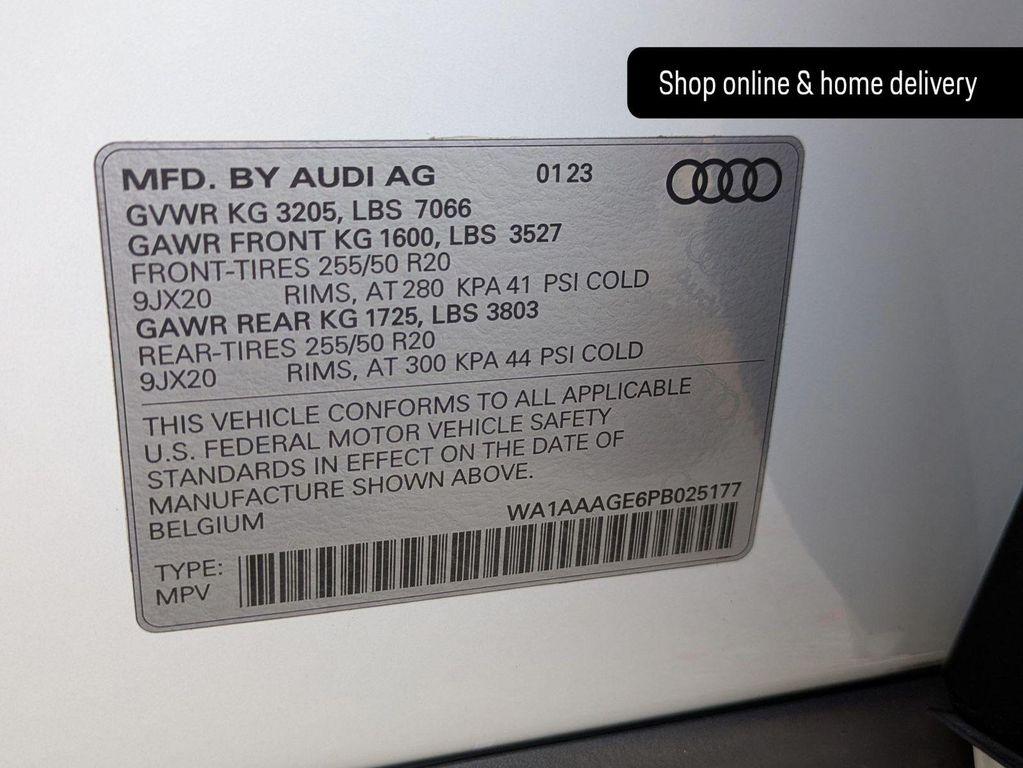 Shop online & home delivery
MFD. BY AUDI AG 0123
GVWR KG 3205, LBS 7066
GAWR FRONT KG 1600, LBS 3527
FRONT-TIRES 255/50 R20
9JX20 RIMS, AT 280 KPA 41 PSI COLD
GAWR REAR KG 1725, LBS 3803
REAR-TIRES 255/50 R20
9JX20 RIMS, AT 300 KPA 44 PSI COLD
THIS VEHICLE CONFORMS TO ALL APPLICABLE
U.S. FEDERAL MOTOR VEHICLE SAFETY
STANDARDS IN EFFECT ON THE DATE OF
MANUFACTURE SHOWN ABOVE.
BELGIUM WA1AAAGE6PB025177
TYPE:
MPV